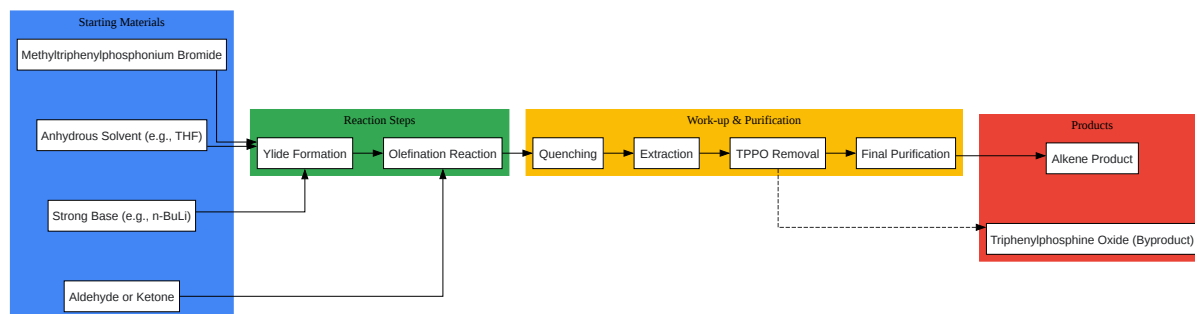 Starting Materials
Methyltriphenylphosphonium Bromide
Anhydrous Solvent (e.g., THF)
Strong Base (e.g., n-BuLi)
Aldehyde or Ketone
Reaction Steps
Ylide Formation
Olefination Reaction
Work-up & Purification
Quenching
Extraction
TPPO Removal
Final Purification
Products
Alkene Product
Triphenylphosphine Oxide (Byproduct)